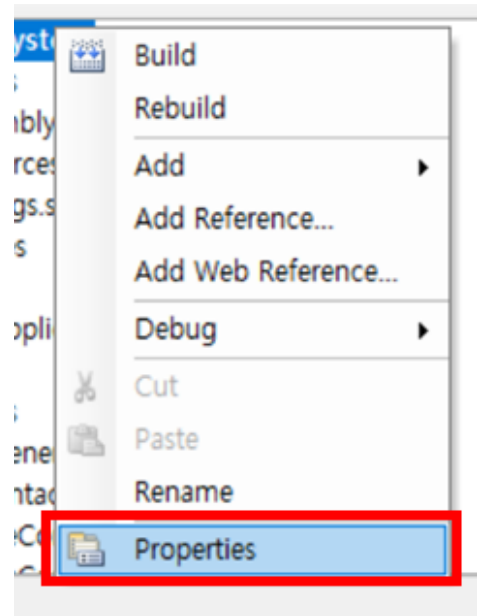 Build
Rebuild
Add
Add Reference...
Add Web Reference...
Debug
Cut
Paste
Rename
Properties